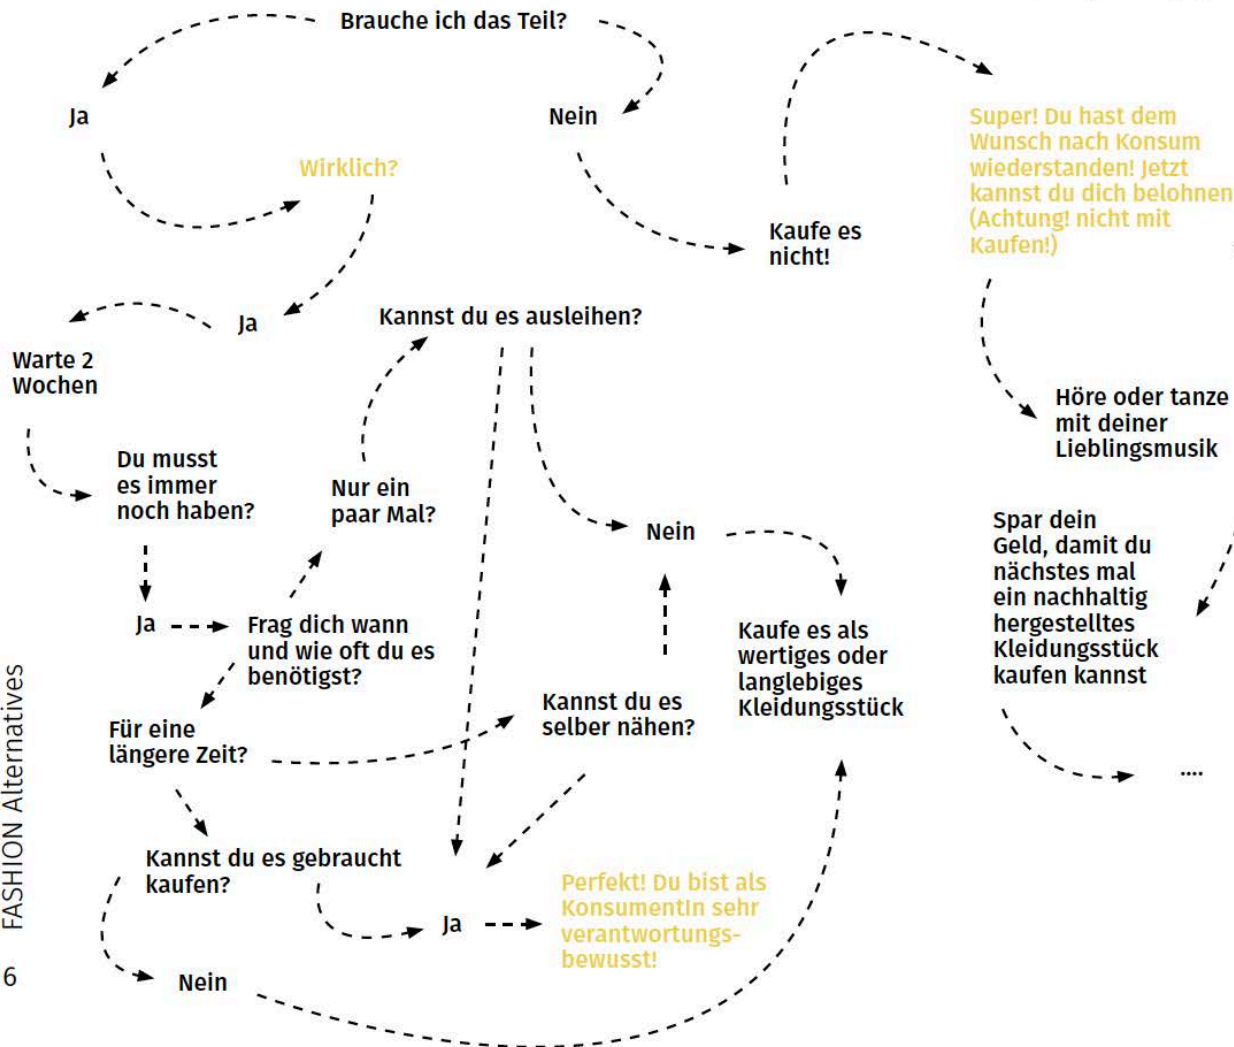 Brauche ich das Teil?
Ja
Nein
Wirklich?
Super! Du hast dem
Wunsch nach Konsum
wiederstanden! Jetzt
kannst du dich belohnen
(Achtung! nicht mit
Kaufen!)
Kaufe es
nicht!
Ja
Kannst du es ausleihen?
Warte 2
Wochen
Höre oder tanze
mit deiner
Lieblingsmusik
Du musst
es immer
noch haben?
Nur ein
paar Mal?
Nein
Spar dein
Geld, damit du
nächstes mal
ein nachhaltig
hergestelltes
Kleidungsstück
kaufen kannst
Ja
Frag dich wann
und wie oft du es
benötigst?
Kaufe es als
wertiges oder
langlebiges
Kleidungsstück
Für eine
längere Zeit?
Kannst du es
selber nähen?
....
Kannst du es gebraucht
kaufen?
Ja
Perfekt! Du bist als
KonsumentIn sehr
verantwortungs-
bewusst!
Nein
FASHION Alternatives
6